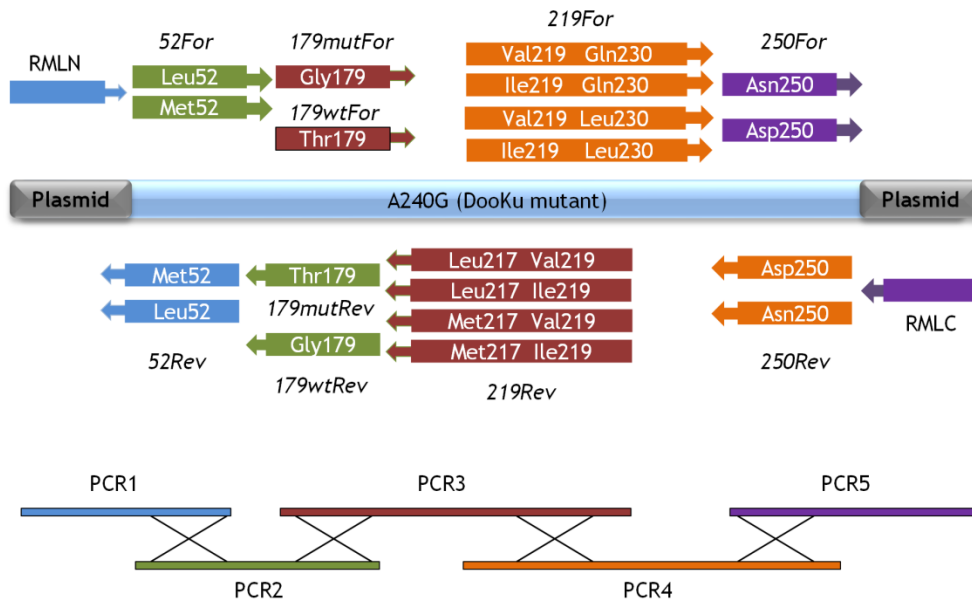 219For
52For 179mutFor 250For
RMLN
Val219 Gln230
Leu52 Gly179 Ile219 Gln230 Asn250
Met52 179wtFor Val219 Leu230 Asp250
Thr179 Ile219 Leu230
Plasmid A240G (DooKu mutant) Plasmid
Met52 Thr179 Leu217 Val219 Asp250
Leu52 179mutRev Leu217 Ile219 Asn250
Met217 Val219 RMLC
Gly179 Met217 Ile219
52Rev 179wtRev 219Rev 250Rev
PCR1 PCR3 PCR5
PCR2 PCR4